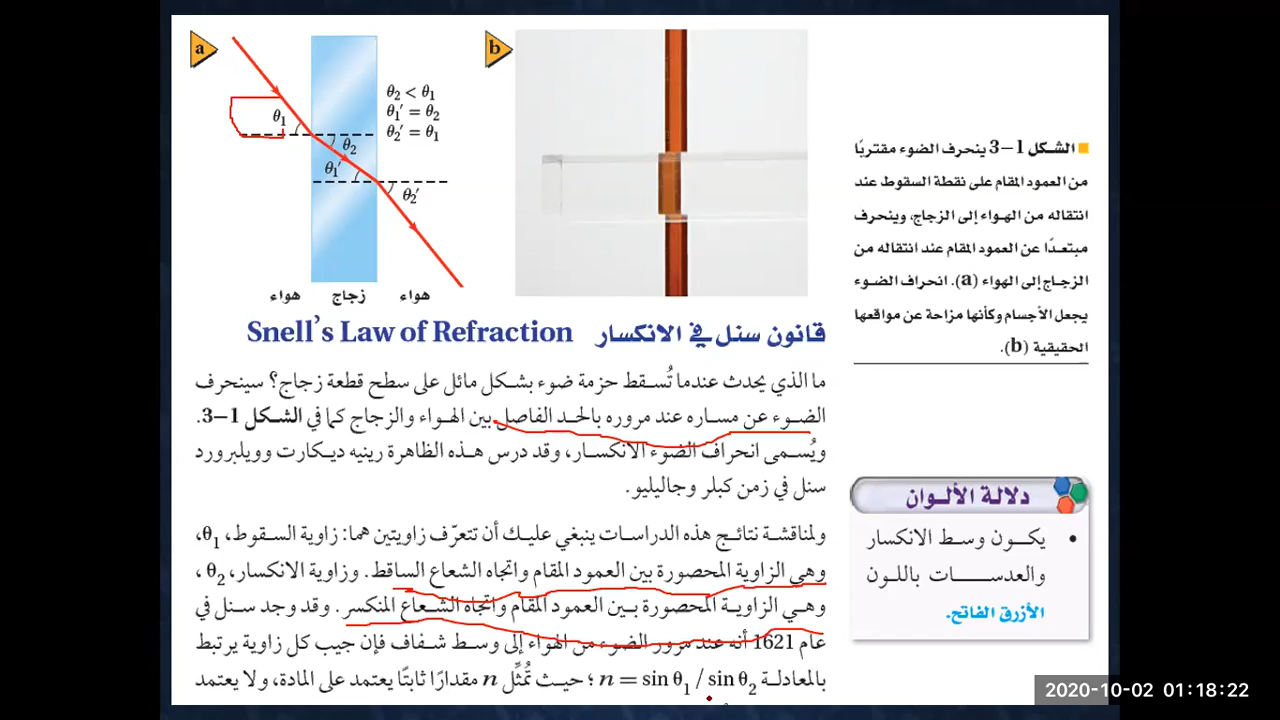 a
b
θ₁
θ₂
θ₁′
θ₂′
θ₂ < θ₁
θ₁′ = θ₂
θ₂′ = θ₁
هواء
زجاج
هواء
الشكل 1-3 ينحرف الضوء مقتربًا
من العمود المقام على نقطة السقوط عند
انتقاله من الهواء إلى الزجاج، وينحرف
مبتعدًا عن العمود المقام عند انتقاله من
الزجاج إلى الهواء (a). انحراف الضوء
يجعل الأجسام وكأنها مزاحة عن مواقعها
الحقيقية (b).
قانون سنل في الانكسار Snell's Law of Refraction
ما الذي يحدث عندما تُسقط حزمة ضوء بشكل مائل على سطح قطعة زجاج؟ سينحرف
الضوء عن مساره عند مروره بالحد الفاصل بين الهواء والزجاج كما في الشكل 1-3.
ويُسمى انحراف الضوء الانكسار، وقد درس هذه الظاهرة رينيه ديكارت وويلبرورد
سنل في زمن كبلر وجاليليو.
ولمناقشة نتائج هذه الدراسات ينبغي عليك أن تتعرّف زاويتين هما: زاوية السقوط، θ₁،
وهي الزاوية المحصورة بين العمود المقام واتجاه الشعاع الساقط. وزاوية الانكسار، θ₂،
وهي الزاوية المحصورة بين العمود المقام واتجاه الشعاع المنكسر. وقد وجد سنل في
عام 1621 أنه عند مرور الضوء من الهواء إلى وسط شفاف فإن جيب كل زاوية يرتبط
بالمعادلة n = sin θ₁ / sin θ₂ ؛ حيث تُمثّل n مقدارًا ثابتًا يعتمد على المادة، ولا يعتمد
دلالة الألوان
• يكون وسط الانكسار
والعدسات باللون
الأزرق الفاتح.
2020-10-02 01:18:22